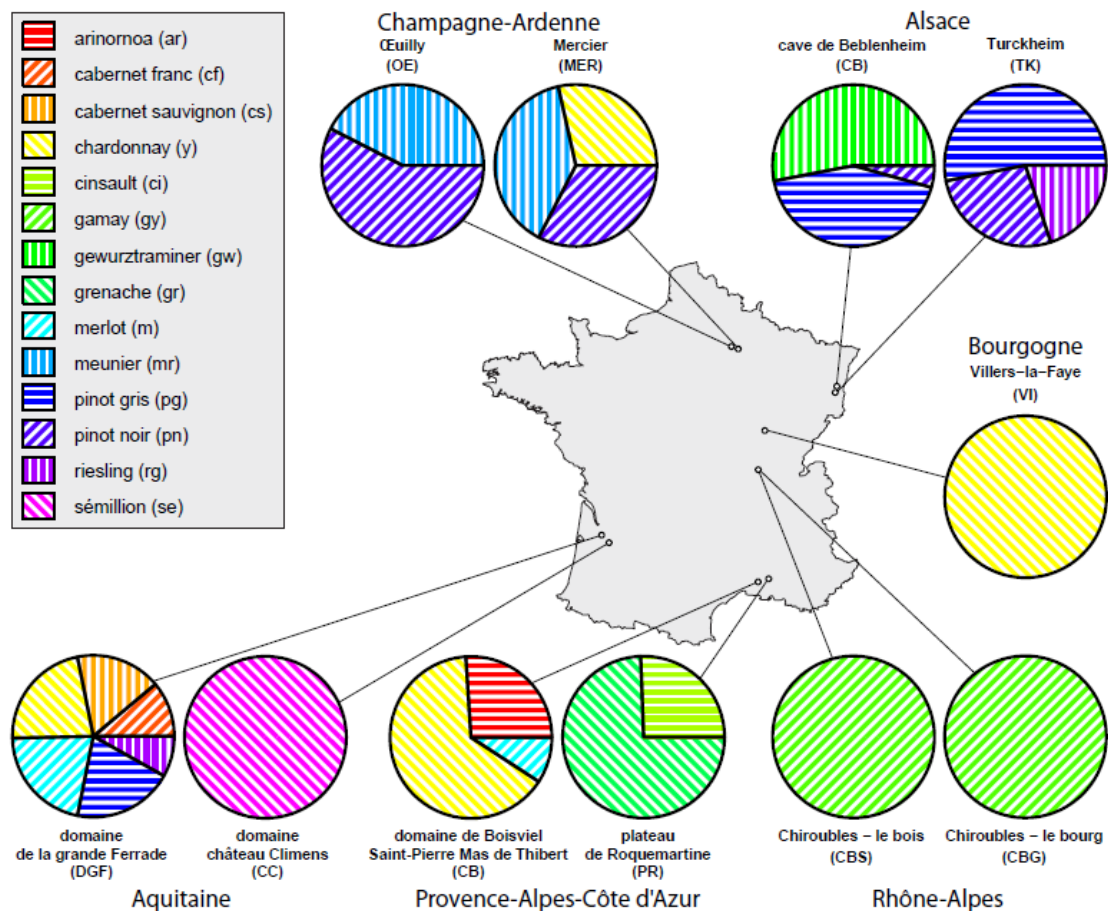 arinornoa (ar)
cabernet franc (cf)
cabernet sauvignon (cs)
chardonnay (y)
cinsault (ci)
gamay (gy)
gewurztraminer (gw)
grenache (gr)
merlot (m)
meunier (mr)
pinot gris (pg)
pinot noir (pn)
riesling (rg)
sémillion (se)
Champagne-Ardenne
Œuilly
(OE)
Mercier
(MER)
Alsace
cave de Beblenheim
(CB)
Turckheim
(TK)
Bourgogne
Villers–la–Faye
(VI)
domaine
de la grande Ferrade
(DGF)
domaine
château Climens
(CC)
Aquitaine
domaine de Boisviel
Saint-Pierre Mas de Thibert
(CB)
plateau
de Roquemartine
(PR)
Provence-Alpes-Côte d'Azur
Chiroubles – le bois
(CBS)
Chiroubles – le bourg
(CBG)
Rhône-Alpes